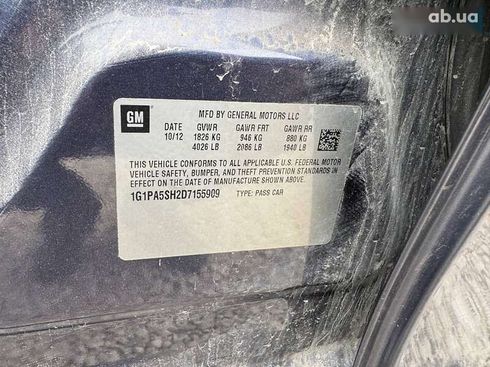 ab.ua
GM
MFD BY GENERAL MOTORS LLC
DATE GVWR GAWR FRT GAWR RR
10/12 1826 KG 946 KG 880 KG
4026 LB 2086 LB 1940 LB
THIS VEHICLE CONFORMS TO ALL APPLICABLE U.S. FEDERAL MOTOR
VEHICLE SAFETY, BUMPER, AND THEFT PREVENTION STANDARDS IN
EFFECT ON THE DATE OF MANUFACTURE SHOWN ABOVE.
1G1PA5SH2D7155909 TYPE: PASS CAR